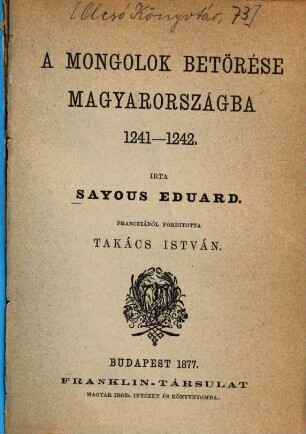 [Olcsó Könyvtár, 73]
A MONGOLOK BETÖRÉSE
MAGYARORSZÁGBA
1241—1242.
IRTA
SAYOUS EDUARD.
FRANCZIÁBÓL FORDITOTTA
TAKÁCS ISTVÁN.
BUDAPEST 1877.
FRANKLIN-TÁRSULAT
MAGYAR IROD. INTÉZET ÉS KÖNYVNYOMDA.